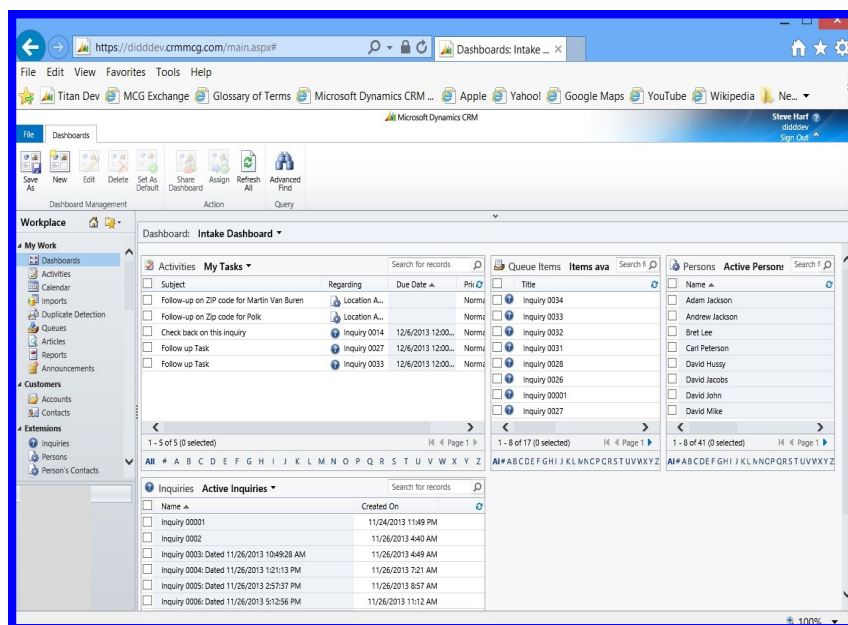 https://didddev.crmmcg.com/main.aspx#
Dashboards: Intake ...
File Edit View Favorites Tools Help
Titan Dev MCG Exchange Glossary of Terms Microsoft Dynamics CRM ... Apple Yahoo! Google Maps YouTube Wikipedia Ne...
Microsoft Dynamics CRM
Steve Harf
didddev
Sign Out
File Dashboards
Save As
New
Edit
Delete
Set As Default
Share Dashboard
Assign
Refresh All
Advanced Find
Dashboard Management
Action
Query
Workplace
My Work
Dashboards
Activities
Calendar
Imports
Duplicate Detection
Queues
Articles
Reports
Announcements
Customers
Accounts
Contacts
Extensions
Inquiries
Persons
Person's Contacts
Dashboard: Intake Dashboard
Activities My Tasks Search for records
Subject Regarding Due Date Pri
Follow-up on ZIP code for Martin Van Buren Location A... Norma
Follow-up on ZIP code for Polk Location A... Norma
Check back on this inquiry Inquiry 0014 12/6/2013 12:00... Norma
Follow up Task Inquiry 0027 12/6/2013 12:00... Norma
Follow up Task Inquiry 0033 12/6/2013 12:00... Norma
1 - 5 of 5 (0 selected) Page 1
All # A B C D E F G H I J K L M N O P Q R S T U V W X Y Z
Queue Items Items ava Search f
Title
Inquiry 0034
Inquiry 0033
Inquiry 0032
Inquiry 0031
Inquiry 0028
Inquiry 0026
Inquiry 00001
Inquiry 0027
1 - 8 of 17 (0 selected) Page 1
Persons Active Persons Search f
Name
Adam Jackson
Andrew Jackson
Bret Lee
Carl Peterson
David Hussy
David Jacobs
David John
David Mike
1 - 8 of 41 (0 selected) Page 1
Inquiries Active Inquiries Search for records
Name Created On
Inquiry 00001 11/24/2013 11:49 PM
Inquiry 0002 11/26/2013 4:40 AM
Inquiry 0003: Dated 11/26/2013 10:49:28 AM 11/26/2013 4:49 AM
Inquiry 0004: Dated 11/26/2013 1:21:13 PM 11/26/2013 7:21 AM
Inquiry 0005: Dated 11/26/2013 2:57:37 PM 11/26/2013 8:57 AM
Inquiry 0006: Dated 11/26/2013 5:12:56 PM 11/26/2013 11:12 AM
100%